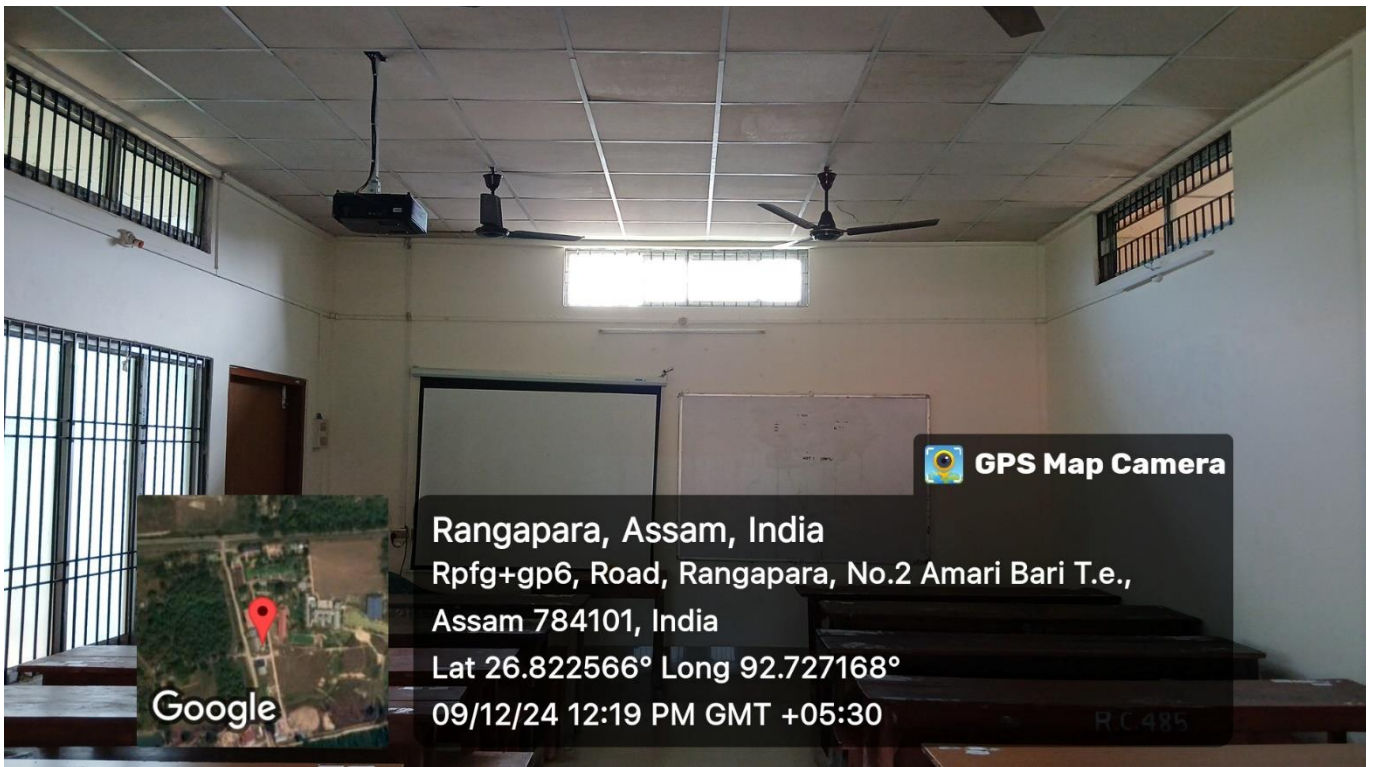 GPS Map Camera
Rangapara, Assam, India
Rpfg+gp6, Road, Rangapara, No.2 Amari Bari T.e.,
Assam 784101, India
Lat 26.822566° Long 92.727168°
09/12/24 12:19 PM GMT +05:30
Google
R.C.485